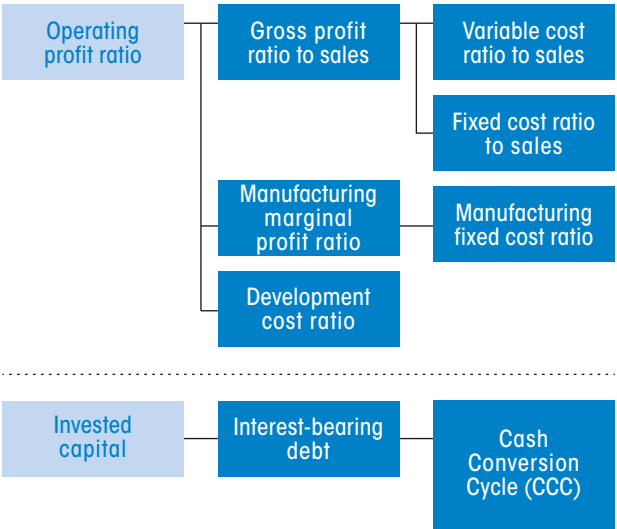 Operating
profit ratio
Gross profit
ratio to sales
Variable cost
ratio to sales
Fixed cost ratio
to sales
Manufacturing
marginal
profit ratio
Manufacturing
fixed cost ratio
Development
cost ratio
Invested
capital
Interest-bearing
debt
Cash
Conversion
Cycle (CCC)